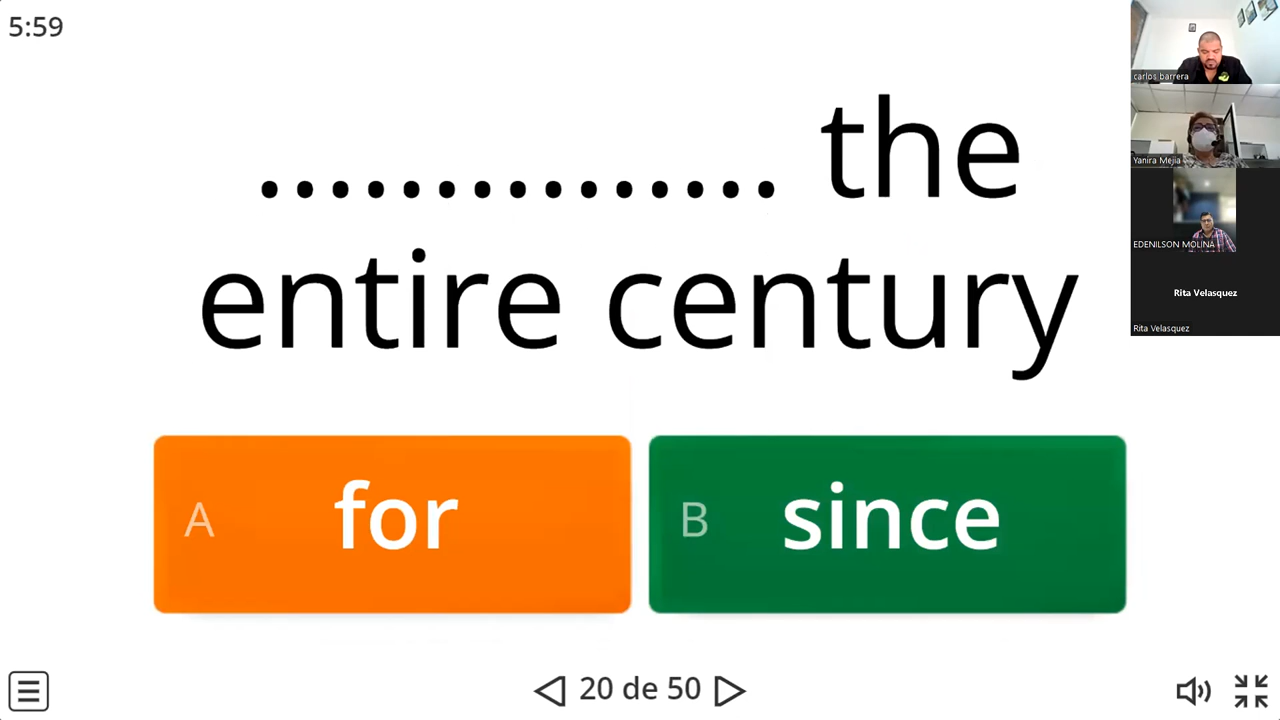 5:59
............... the
entire century
A for
B since
20 de 50
carlos barrera
Yanira Mejia
EDENILSON MOLINA
Rita Velasquez
Rita Velasquez